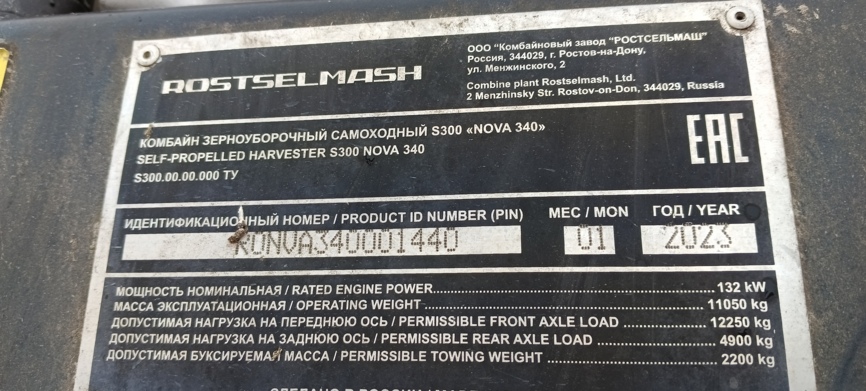 ROSTSELMASH
ООО "Комбайновый завод "РОСТСЕЛЬМАШ"
Россия, 344029, г. Ростов-на-Дону,
ул. Менжинского, 2
Combine plant Rostselmash, Ltd.
2 Menzhinsky Str. Rostov-on-Don, 344029, Russia
КОМБАЙН ЗЕРНОУБОРОЧНЫЙ САМОХОДНЫЙ S300 «NOVA 340»
SELF-PROPELLED HARVESTER S300 NOVA 340
S300.00.00.000 ТУ
EAC
ИДЕНТИФИКАЦИОННЫЙ НОМЕР / PRODUCT ID NUMBER (PIN)
МЕС / MON
ГОД / YEAR
R0NVA340001440
01
2023
МОЩНОСТЬ НОМИНАЛЬНАЯ / RATED ENGINE POWER 132 kW
МАССА ЭКСПЛУАТАЦИОННАЯ / OPERATING WEIGHT 11050 kg
ДОПУСТИМАЯ НАГРУЗКА НА ПЕРЕДНЮЮ ОСЬ / PERMISSIBLE FRONT AXLE LOAD 12250 kg
ДОПУСТИМАЯ НАГРУЗКА НА ЗАДНЮЮ ОСЬ / PERMISSIBLE REAR AXLE LOAD 4900 kg
ДОПУСТИМАЯ БУКСИРУЕМАЯ МАССА / PERMISSIBLE TOWING WEIGHT 2200 kg
СДЕЛАНО В РОССИИ